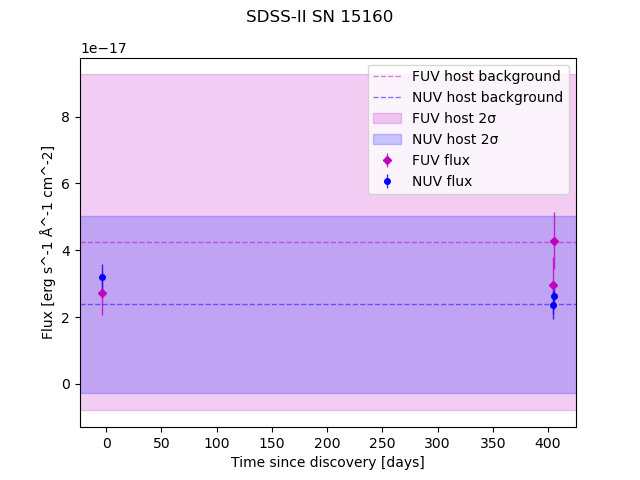 SDSS-II SN 15160
1e−17
FUV host background
NUV host background
FUV host 2σ
NUV host 2σ
FUV flux
NUV flux
8
6
4
2
0
Flux [erg s^-1 Å^-1 cm^-2]
0 50 100 150 200 250 300 350 400
Time since discovery [days]